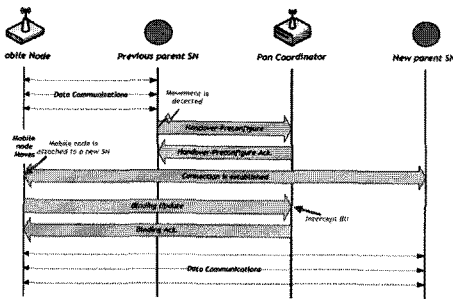 obile Node
Previous parent SN
Pan Coordinator
New parent SN
Data Communications
Movement is
detected
Handover Preconfigure
Handover Preconfigure Ack.
Mobile
node
Moves
Mobile node is
attached to a new SN
Connection is established
Binding Update
Intercept BU
Binding Ack.
Data Communications